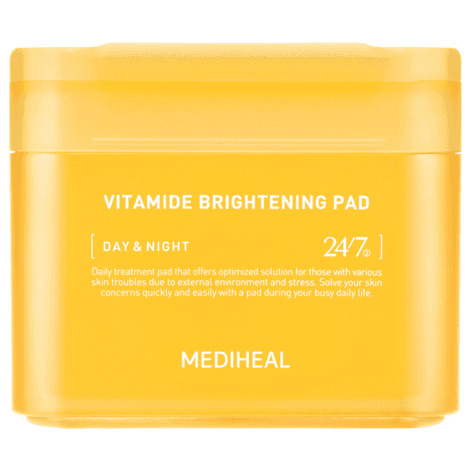 VITAMIDE BRIGHTENING PAD
[ DAY & NIGHT 24/7 ]
Daily treatment pad that offers optimized solution for those with various
skin troubles due to external environment and stress. Solve your skin
concerns quickly and easily with a pad during your busy daily life.
MEDIHEAL